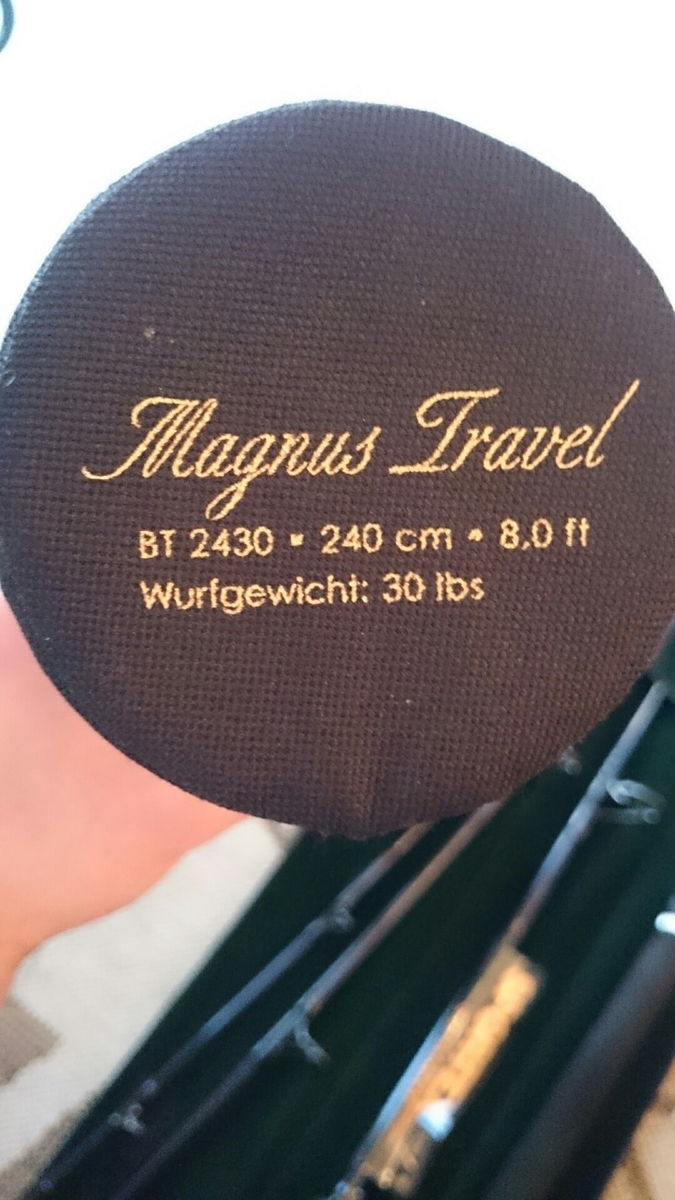 Magnus Travel
BT 2430 • 240 cm • 8,0 ft
Wurfgewicht: 30 lbs